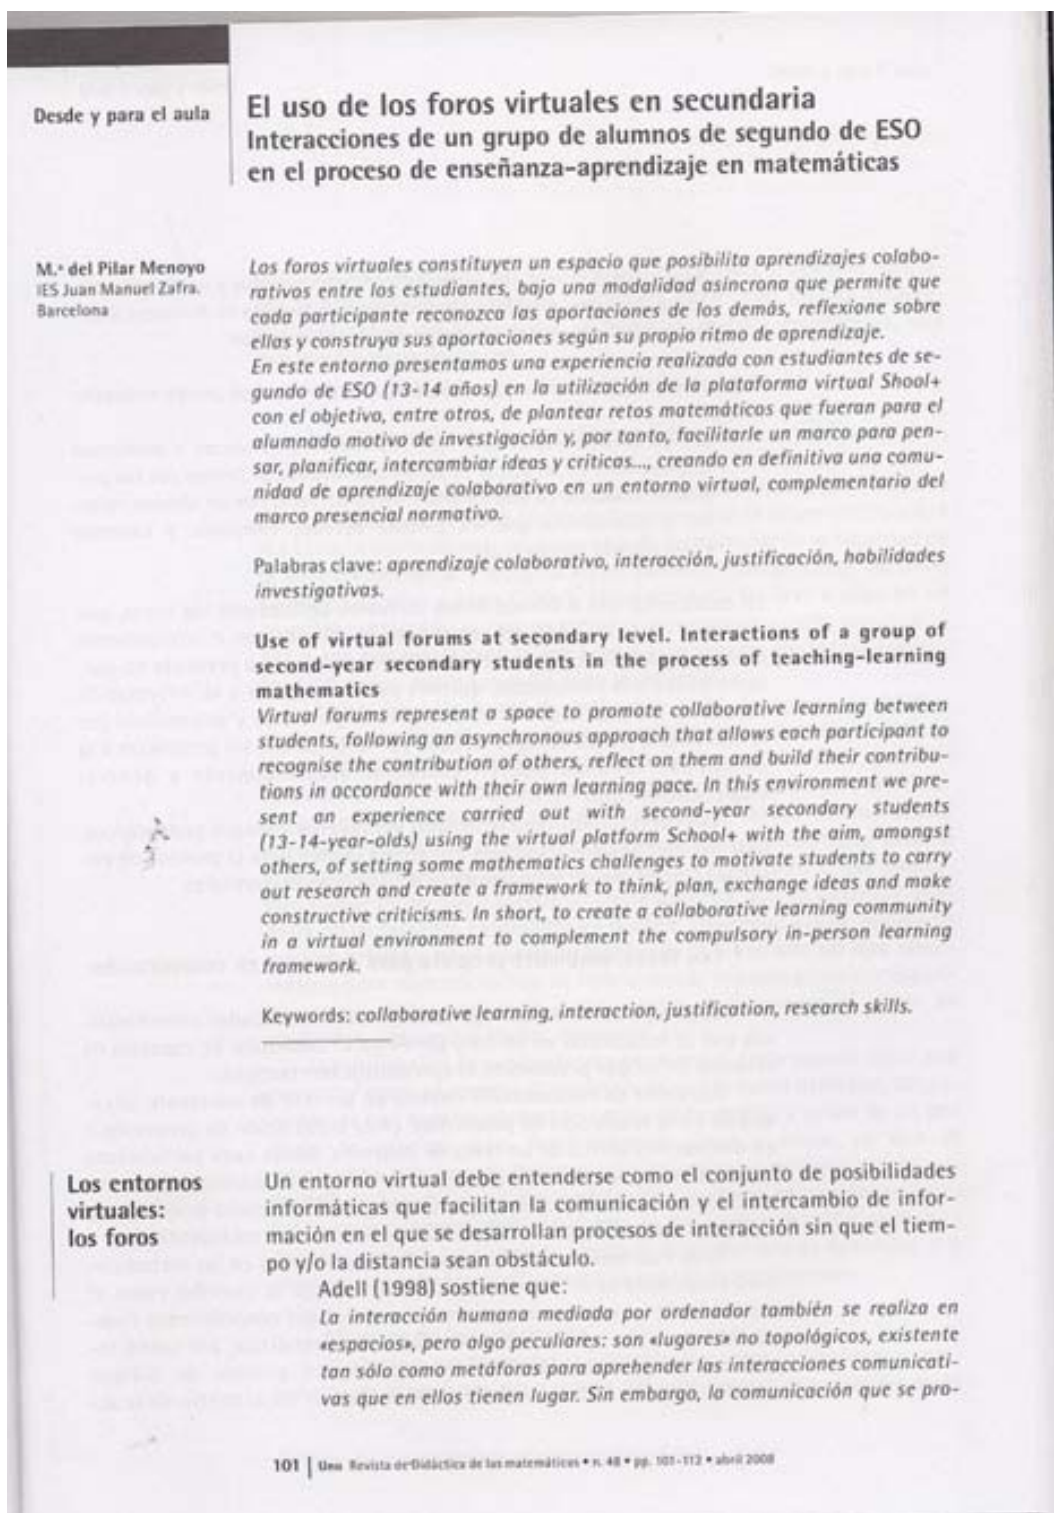 Desde y para el aula
El uso de los foros virtuales en secundaria
Interacciones de un grupo de alumnos de segundo de ESO
en el proceso de enseñanza-aprendizaje en matemáticas
M.ª del Pilar Menoyo
IES Juan Manuel Zafra.
Barcelona
Los foros virtuales constituyen un espacio que posibilita aprendizajes colabo-
rativos entre los estudiantes, bajo una modalidad asíncrona que permite que
cada participante reconozca las aportaciones de los demás, reflexione sobre
ellas y construya sus aportaciones según su propio ritmo de aprendizaje.
En este entorno presentamos una experiencia realizada con estudiantes de se-
gundo de ESO (13-14 años) en la utilización de la plataforma virtual Shool+
con el objetivo, entre otros, de plantear retos matemáticos que fueran para el
alumnado motivo de investigación y, por tanto, facilitarle un marco para pen-
sar, planificar, intercambiar ideas y críticas..., creando en definitiva una comu-
nidad de aprendizaje colaborativo en un entorno virtual, complementario del
marco presencial normativo.
Palabras clave: aprendizaje colaborativo, interacción, justificación, habilidades
investigativas.
Use of virtual forums at secondary level. Interactions of a group of
second-year secondary students in the process of teaching-learning
mathematics
Virtual forums represent a space to promote collaborative learning between
students, following an asynchronous approach that allows each participant to
recognise the contribution of others, reflect on them and build their contribu-
tions in accordance with their own learning pace. In this environment we pre-
sent an experience carried out with second-year secondary students
(13-14-year-olds) using the virtual platform School+ with the aim, amongst
others, of setting some mathematics challenges to motivate students to carry
out research and create a framework to think, plan, exchange ideas and make
constructive criticisms. In short, to create a collaborative learning community
in a virtual environment to complement the compulsory in-person learning
framework.
Keywords: collaborative learning, interaction, justification, research skills.
Los entornos
virtuales:
los foros
Un entorno virtual debe entenderse como el conjunto de posibilidades
informáticas que facilitan la comunicación y el intercambio de infor-
mación en el que se desarrollan procesos de interacción sin que el tiem-
po y/o la distancia sean obstáculo.
Adell (1998) sostiene que:
La interacción humana mediada por ordenador también se realiza en
«espacios», pero algo peculiares: son «lugares» no topológicos, existente
tan sólo como metáforas para aprehender las interacciones comunicati-
vas que en ellos tienen lugar. Sin embargo, la comunicación que se pro-
101 | Uno Revista de Didáctica de las matemáticas • n. 48 • pp. 101-113 • abril 2008